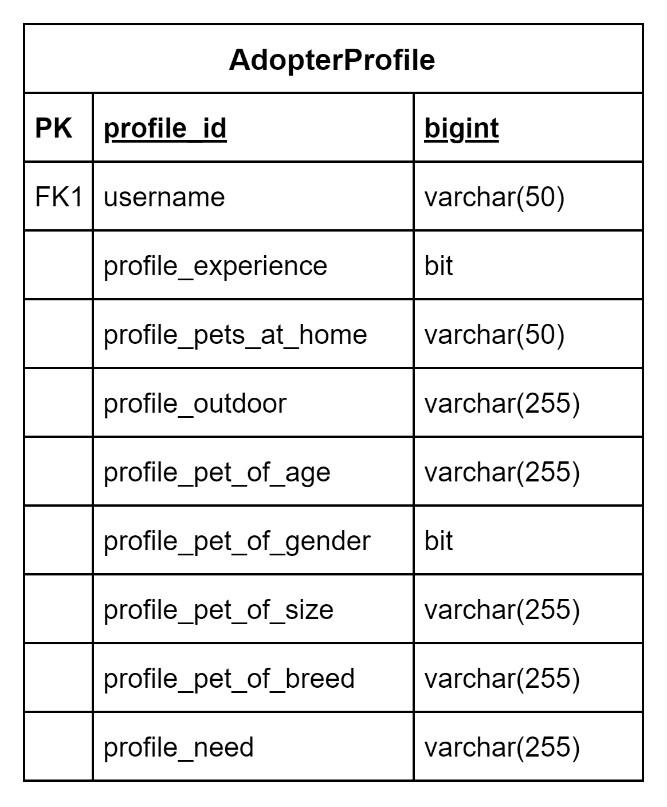 AdopterProfile
PK profile_id bigint
FK1 username varchar(50)
profile_experience bit
profile_pets_at_home varchar(50)
profile_outdoor varchar(255)
profile_pet_of_age varchar(255)
profile_pet_of_gender bit
profile_pet_of_size varchar(255)
profile_pet_of_breed varchar(255)
profile_need varchar(255)